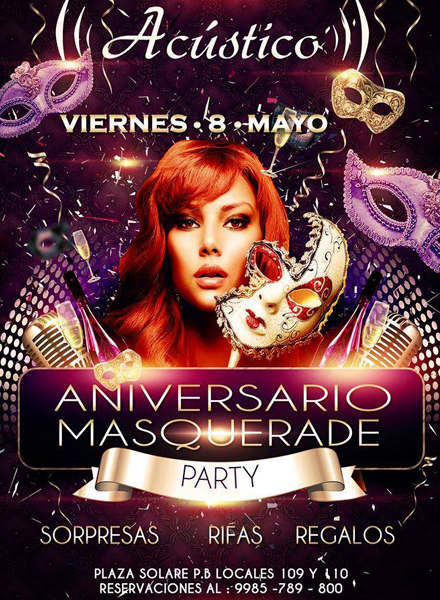 Acústico
VIERNES • 8 • MAYO
ANIVERSARIO
MASQUERADE
PARTY
SORPRESAS RIFAS REGALOS
PLAZA SOLARE P.B LOCALES 109 Y 110
RESERVACIONES AL : 9985 -789 - 800